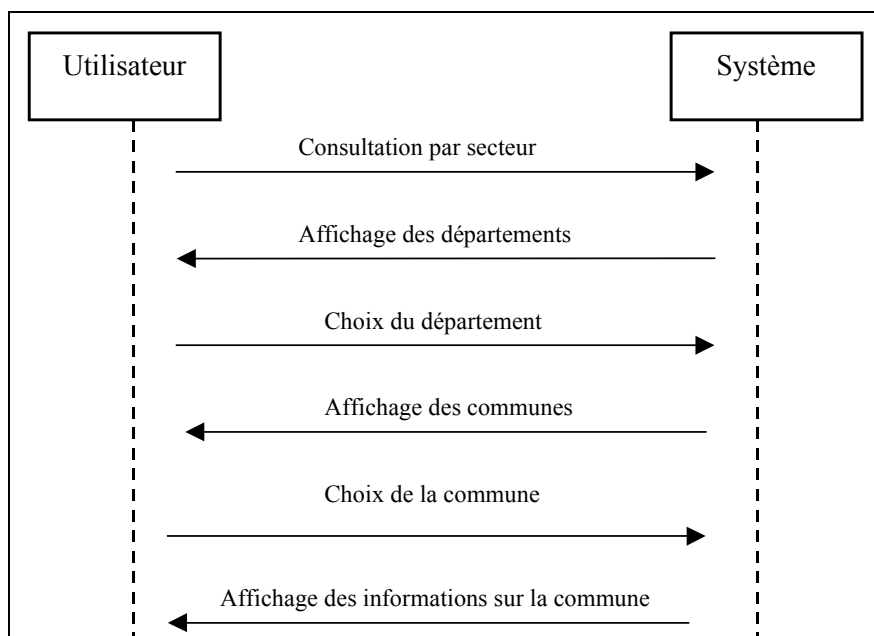 Utilisateur
Système
Consultation par secteur
Affichage des départements
Choix du département
Affichage des communes
Choix de la commune
Affichage des informations sur la commune